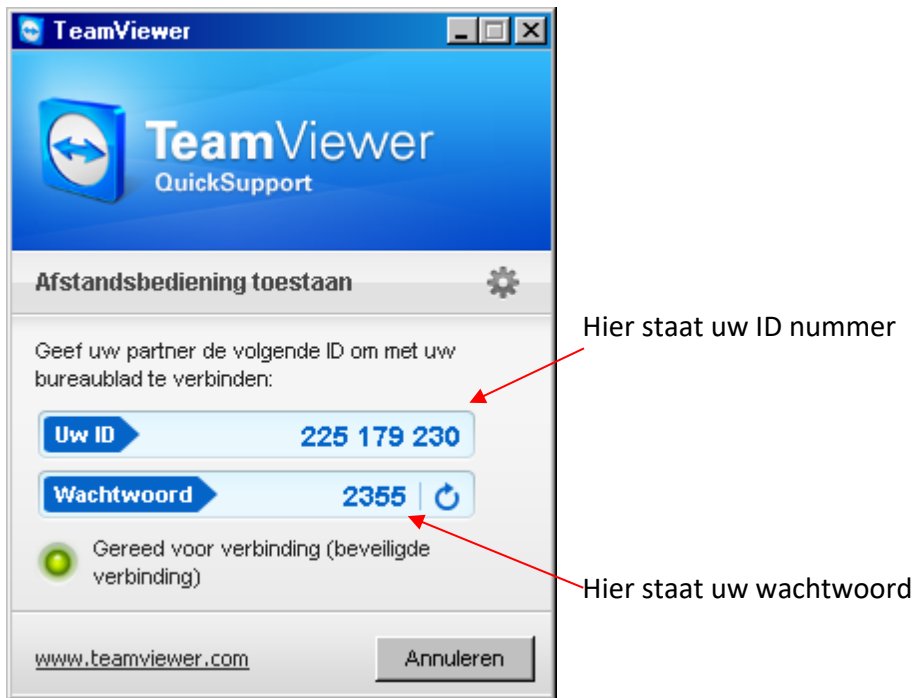 TeamViewer
TeamViewer
QuickSupport
Afstandsbediening toestaan
Hier staat uw ID nummer
Geef uw partner de volgende ID om met uw
bureaublad te verbinden:
Uw ID 225 179 230
Wachtwoord 2355
Gereed voor verbinding (beveiligde
verbinding)
Hier staat uw wachtwoord
www.teamviewer.com Annuleren